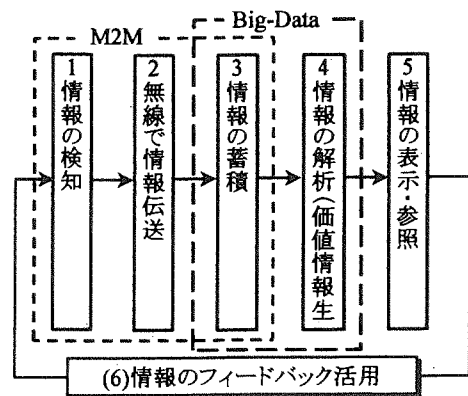 Big-Data
M2M
1情報の検知
2無線で情報伝送
3情報の蓄積
4情報の解析(価値情報生
5情報の表示・参照
(6)情報のフィードバック活用